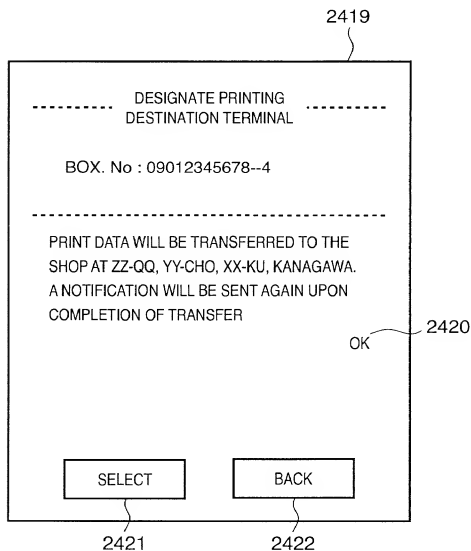 2419
DESIGNATE PRINTING
DESTINATION TERMINAL
BOX. No : 09012345678--4
PRINT DATA WILL BE TRANSFERRED TO THE
SHOP AT ZZ-QQ, YY-CHO, XX-KU, KANAGAWA.
A NOTIFICATION WILL BE SENT AGAIN UPON
COMPLETION OF TRANSFER
OK 2420
SELECT BACK
2421 2422